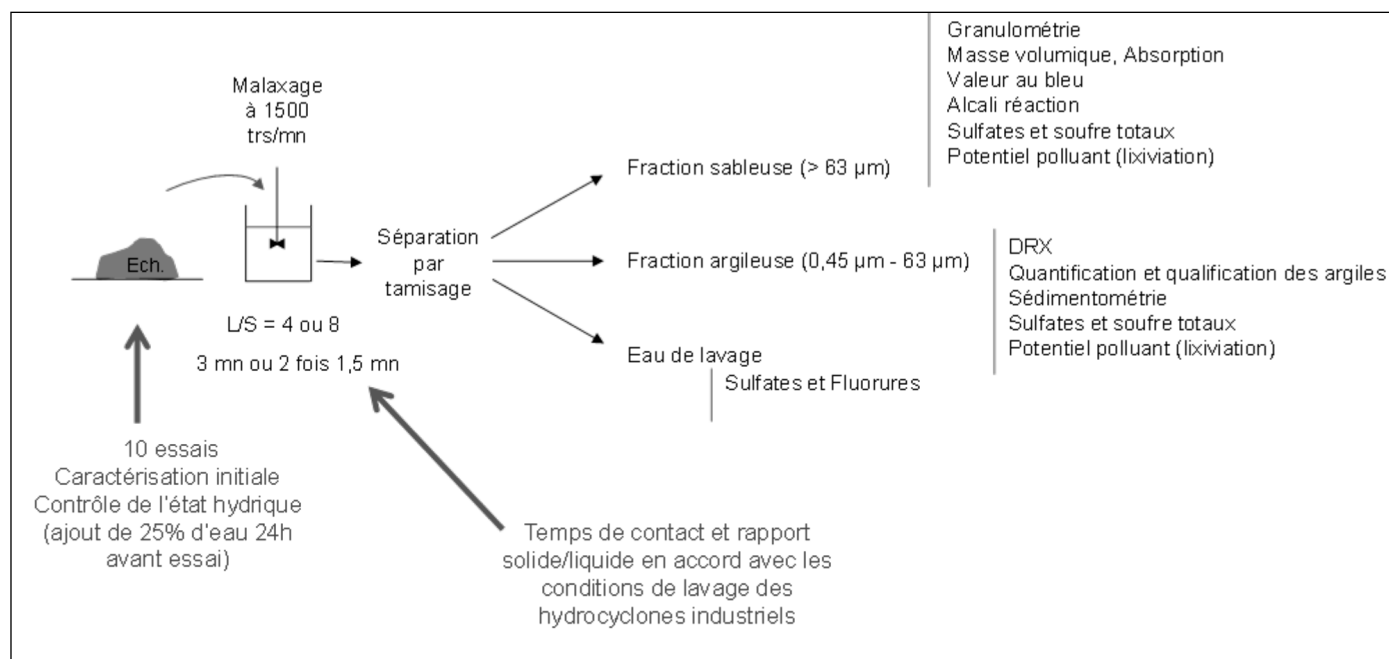 Malaxage
à 1500
trs/mn
Ech.
L/S = 4 ou 8
3 mn ou 2 fois 1,5 mn
10 essais
Caractérisation initiale
Contrôle de l'état hydrique
(ajout de 25% d'eau 24h
avant essai)
Séparation
par
tamisage
Temps de contact et rapport
solide/liquide en accord avec les
conditions de lavage des
hydrocyclones industriels
Fraction sableuse (> 63 µm)
Granulométrie
Masse volumique, Absorption
Valeur au bleu
Alcali réaction
Sulfates et soufre totaux
Potentiel polluant (lixiviation)
Fraction argileuse (0,45 µm - 63 µm)
DRX
Quantification et qualification des argiles
Sédimentométrie
Sulfates et soufre totaux
Potentiel polluant (lixiviation)
Eau de lavage
Sulfates et Fluorures